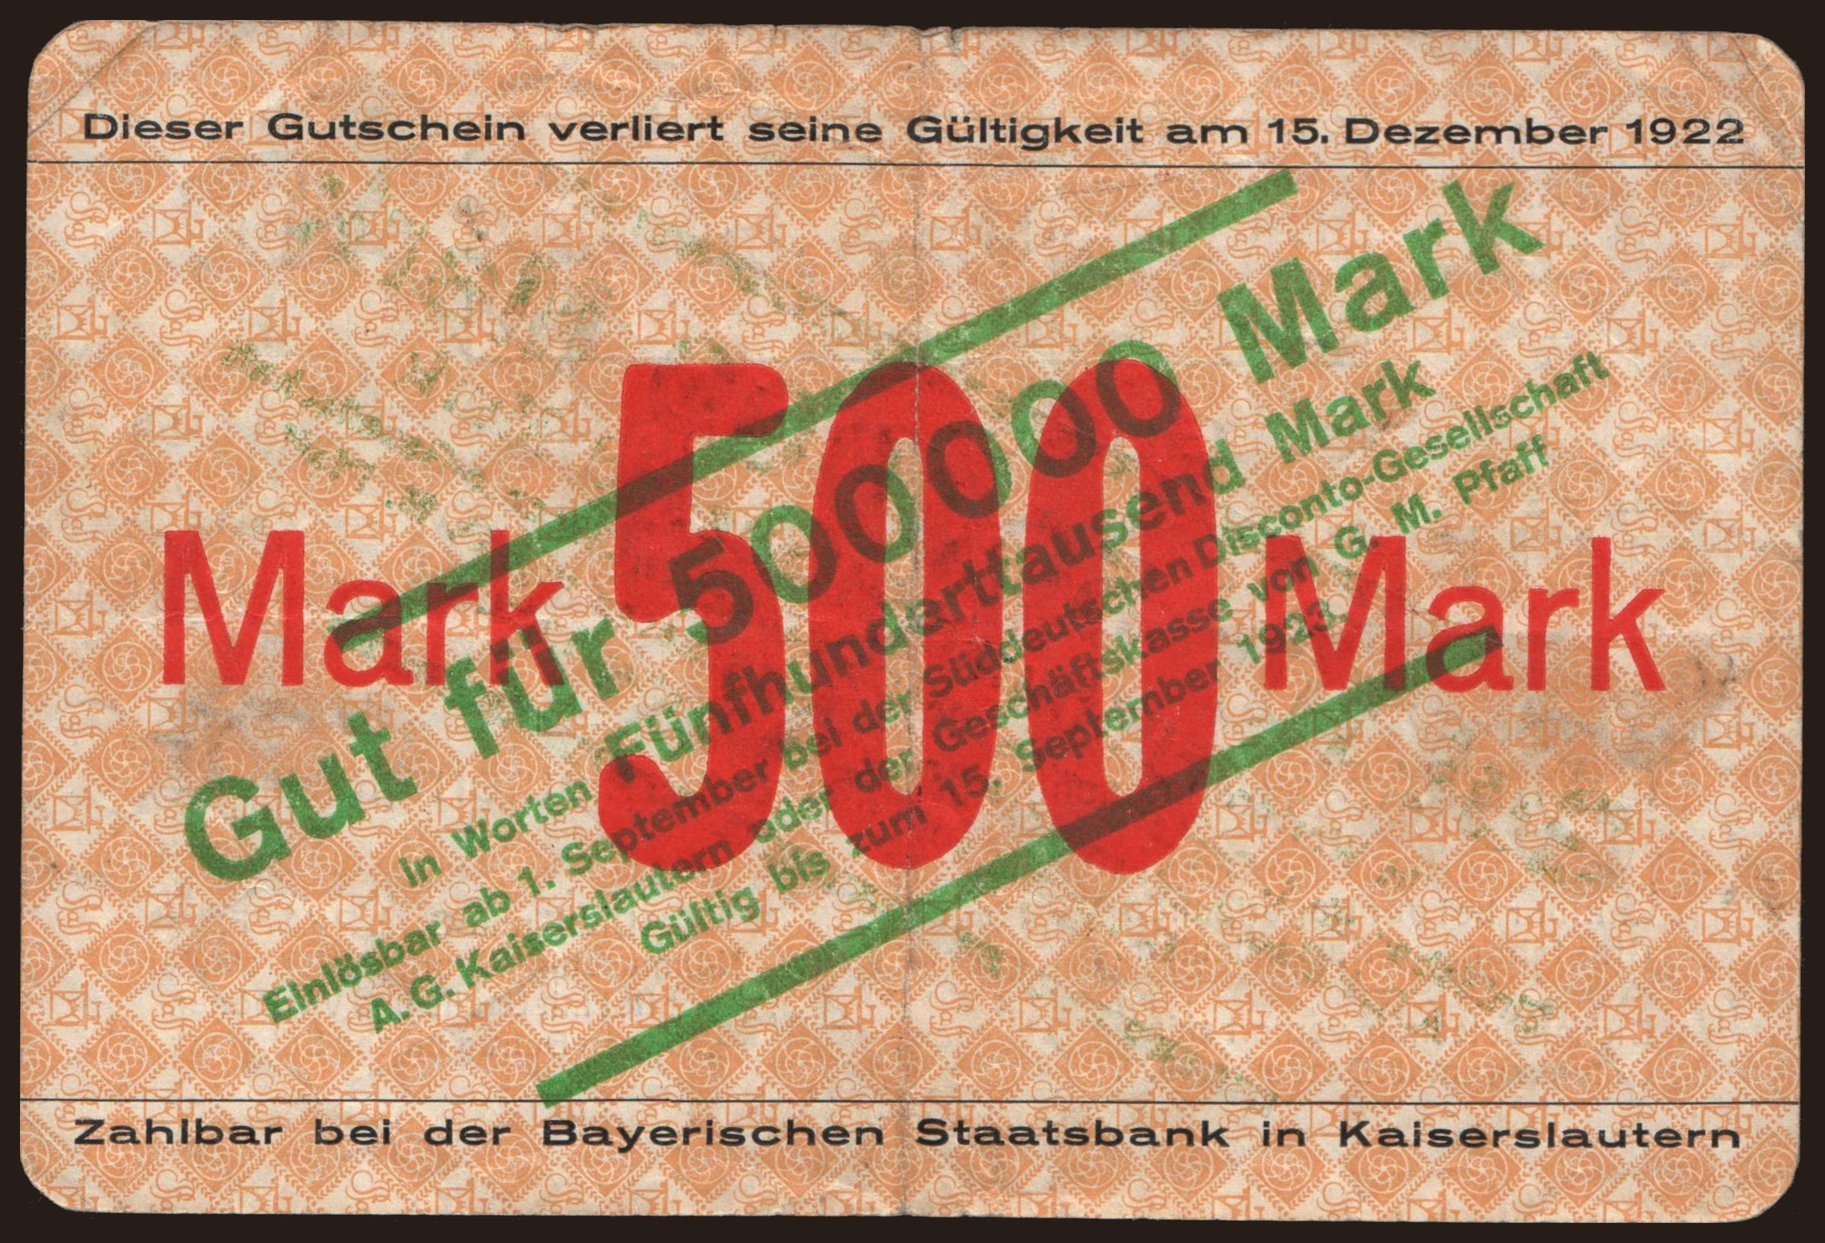 Dieser Gutschein verliert seine Gültigkeit am 15. Dezember 1922
Mark 500 Mark
Gut für 500000 Mark
In Worten Fünfhunderttausend Mark
Einlösbar ab 1. September bei der Süddeutschen Disconto-Gesellschaft
A. G. Kaiserslautern oder der Geschäftskasse von G. M. Pfaff
Gültig bis zum 15. September 1923.
Zahlbar bei der Bayerischen Staatsbank in Kaiserslautern